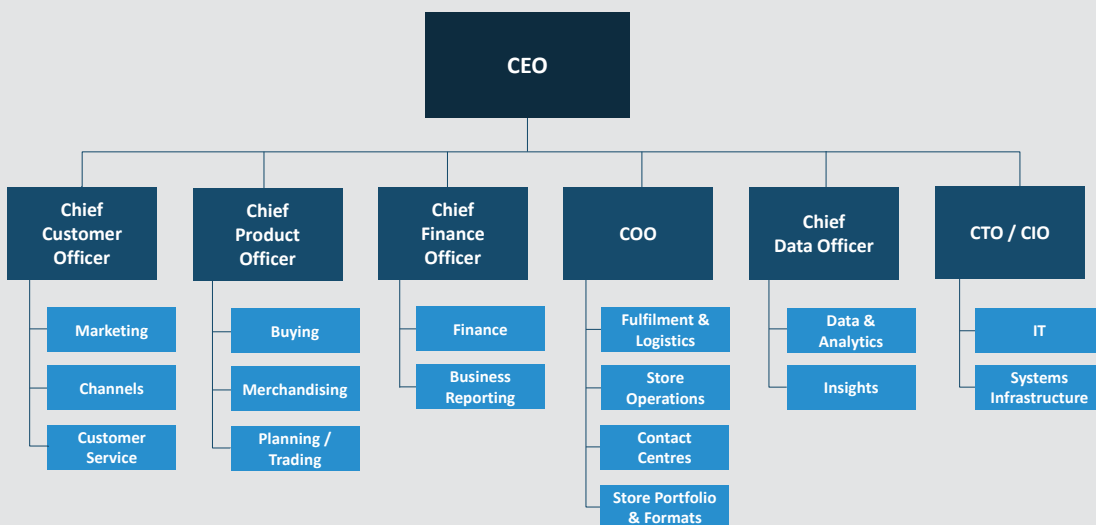 CEO
Chief
Customer
Officer
Chief
Product
Officer
Chief
Finance
Officer
COO
Chief
Data Officer
CTO / CIO
Marketing
Channels
Customer
Service
Buying
Merchandising
Planning /
Trading
Finance
Business
Reporting
Fulfilment &
Logistics
Store
Operations
Contact
Centres
Store Portfolio
& Formats
Data &
Analytics
Insights
IT
Systems
Infrastructure